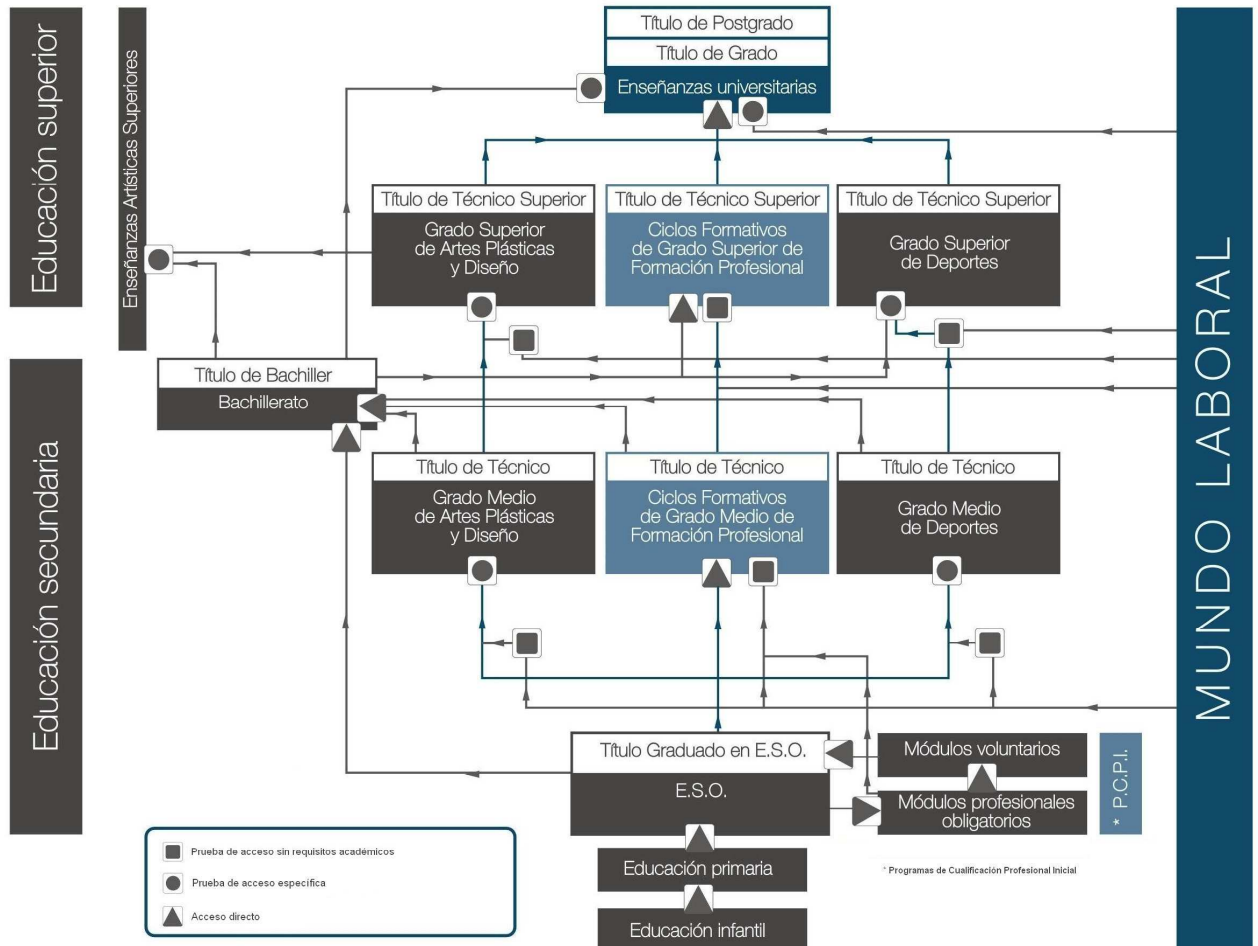 Educación superior
Enseñanzas Artísticas Superiores
Título de Postgrado
Título de Grado
Enseñanzas universitarias
Título de Técnico Superior
Grado Superior
de Artes Plásticas
y Diseño
Título de Técnico Superior
Ciclos Formativos
de Grado Superior de
Formación Profesional
Título de Técnico Superior
Grado Superior
de Deportes
MUNDO LABORAL
Educación secundaria
Título de Bachiller
Bachillerato
Título de Técnico
Grado Medio
de Artes Plásticas
y Diseño
Título de Técnico
Ciclos Formativos
de Grado Medio de
Formación Profesional
Título de Técnico
Grado Medio
de Deportes
Título Graduado en E.S.O.
E.S.O.
Módulos voluntarios
Módulos profesionales
obligatorios
* P.C.P.I.
Educación primaria
Educación infantil
* Programas de Cualificación Profesional Inicial
Prueba de acceso sin requisitos académicos
Prueba de acceso específica
Acceso directo